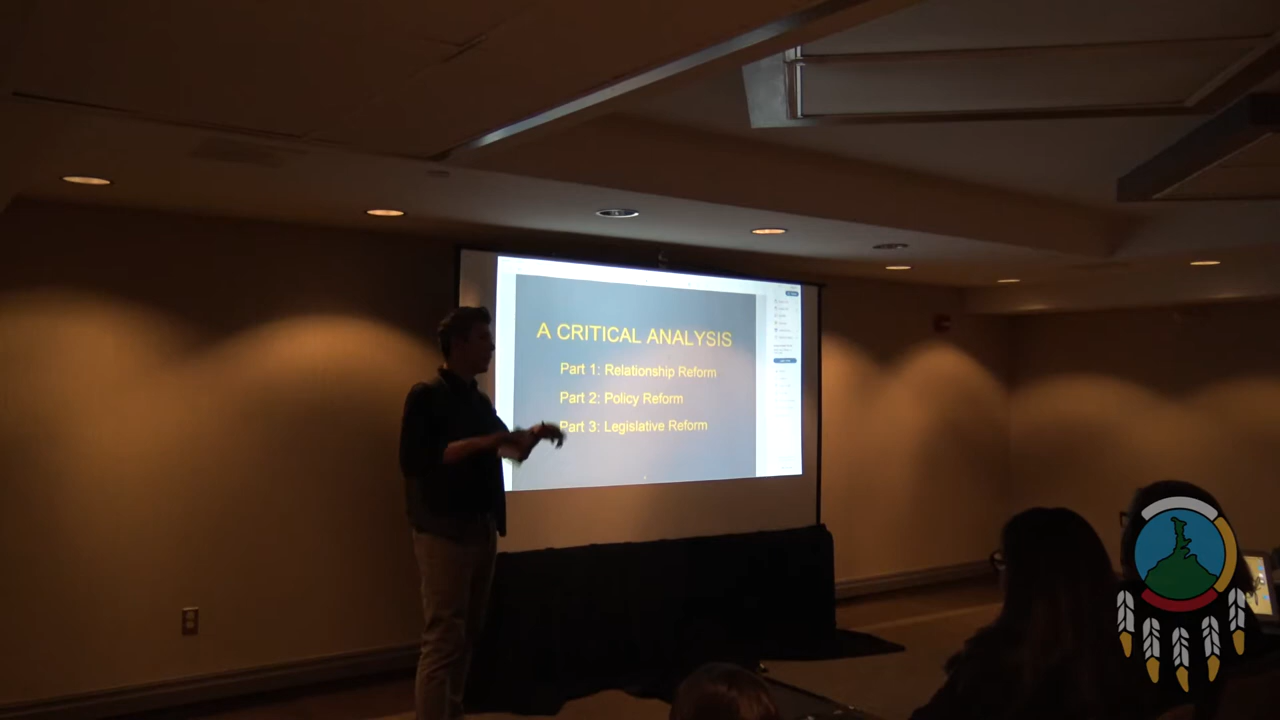 A CRITICAL ANALYSIS
Part 1: Relationship Reform
Part 2: Policy Reform
Part 3: Legislative Reform